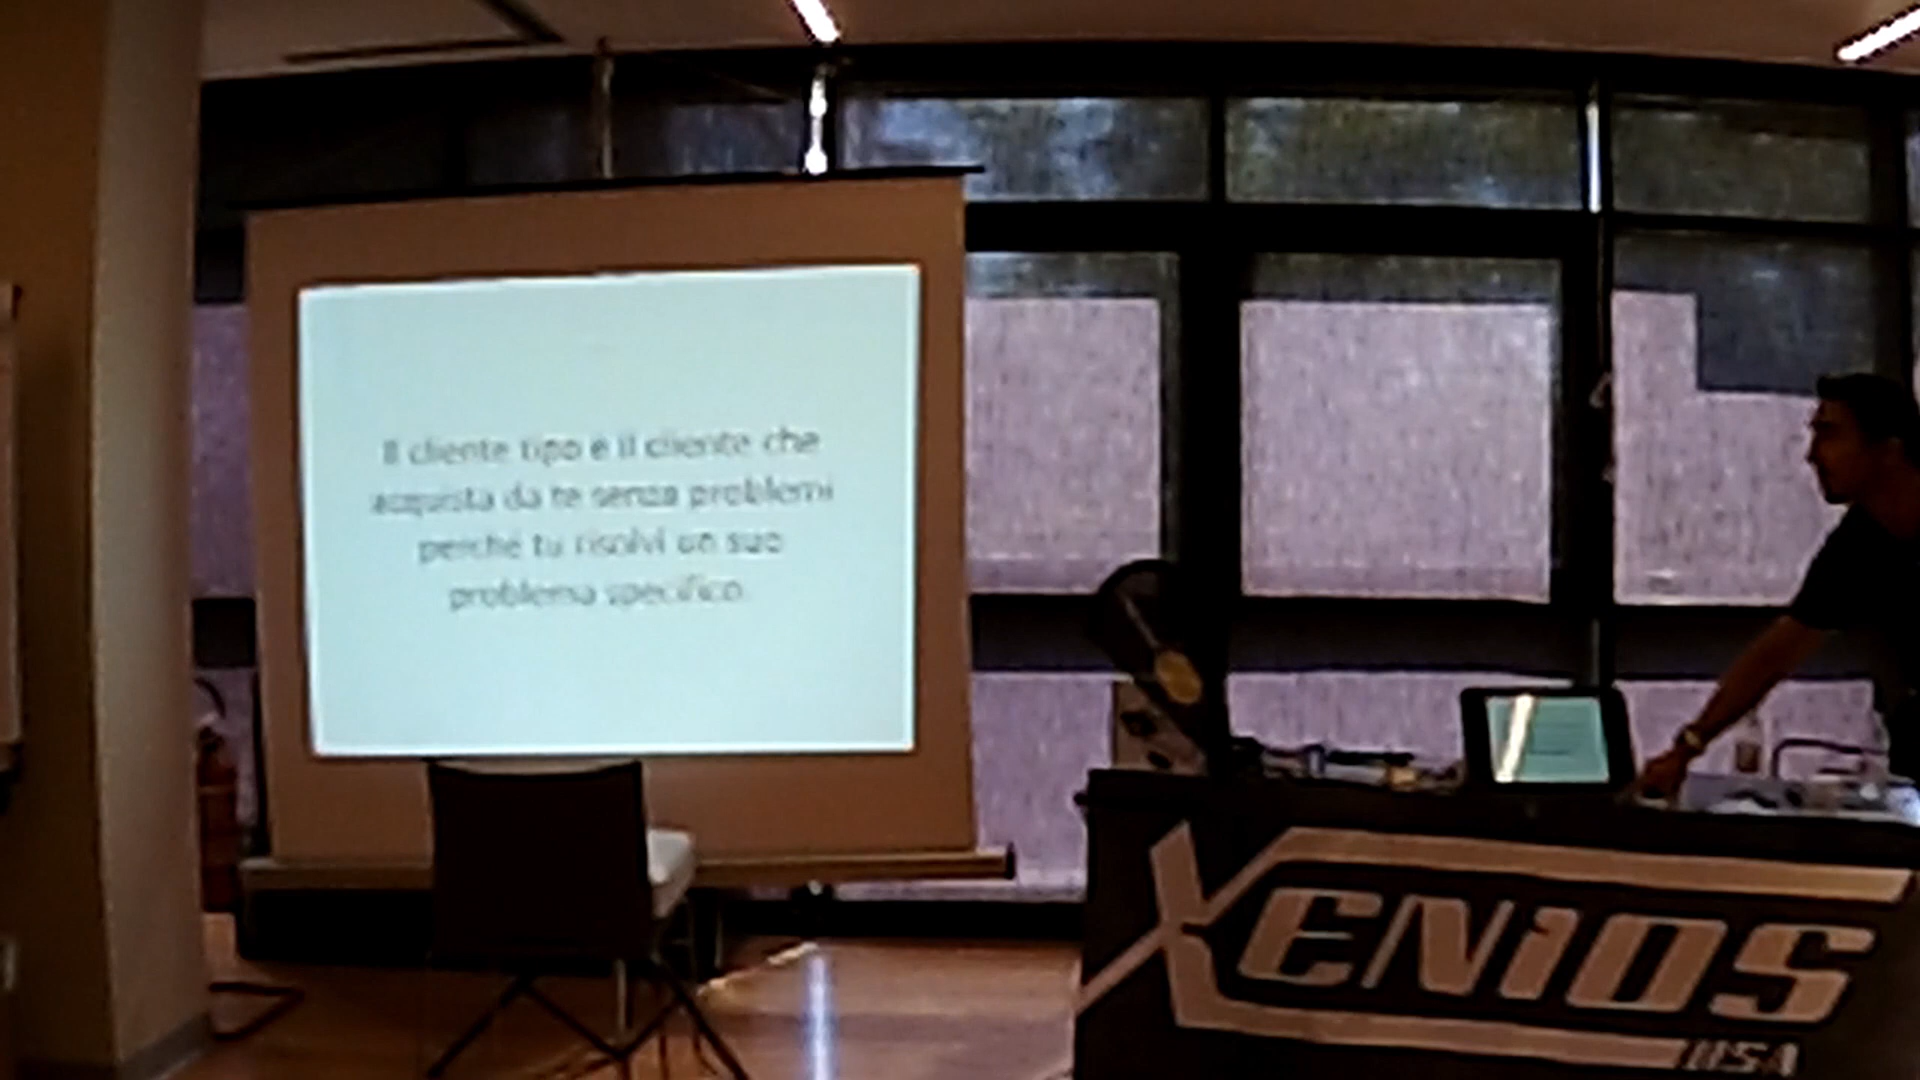 Il cliente tipo è il cliente che
acquista da te senza problemi
perché tu risolvi un suo
problema specifico
XENIOS
USA